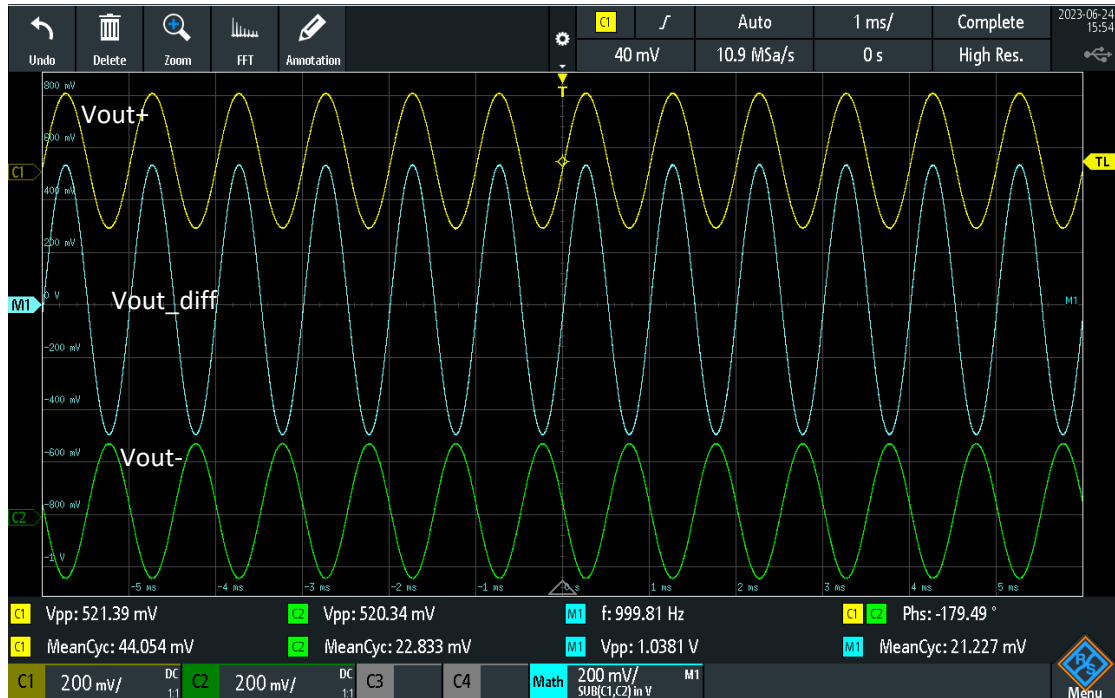 Undo
Delete
Zoom
FFT
Annotation
C1
Auto
1 ms/
Complete
2023-06-24
15:54
40 mV
10.9 MSa/s
0 s
High Res.
800 mV
T
Vout+
600 mV
C1
TL
400 mV
200 mV
M1
0 V
Vout_diff
M1
-200 mV
-400 mV
-600 mV
Vout-
-800 mV
C2
-1 V
-5 ms
-4 ms
-3 ms
-2 ms
-1 ms
0 s
1 ms
2 ms
3 ms
4 ms
5 ms
C1 Vpp: 521.39 mV
C2 Vpp: 520.34 mV
M1 f: 999.81 Hz
C1 C2 Phs: -179.49 °
C1 MeanCyc: 44.054 mV
C2 MeanCyc: 22.833 mV
M1 Vpp: 1.0381 V
M1 MeanCyc: 21.227 mV
C1 200 mV/ DC 1:1
C2 200 mV/ DC 1:1
C3
C4
Math 200 mV/ M1
SUB(C1,C2) in V
R&S
Menu